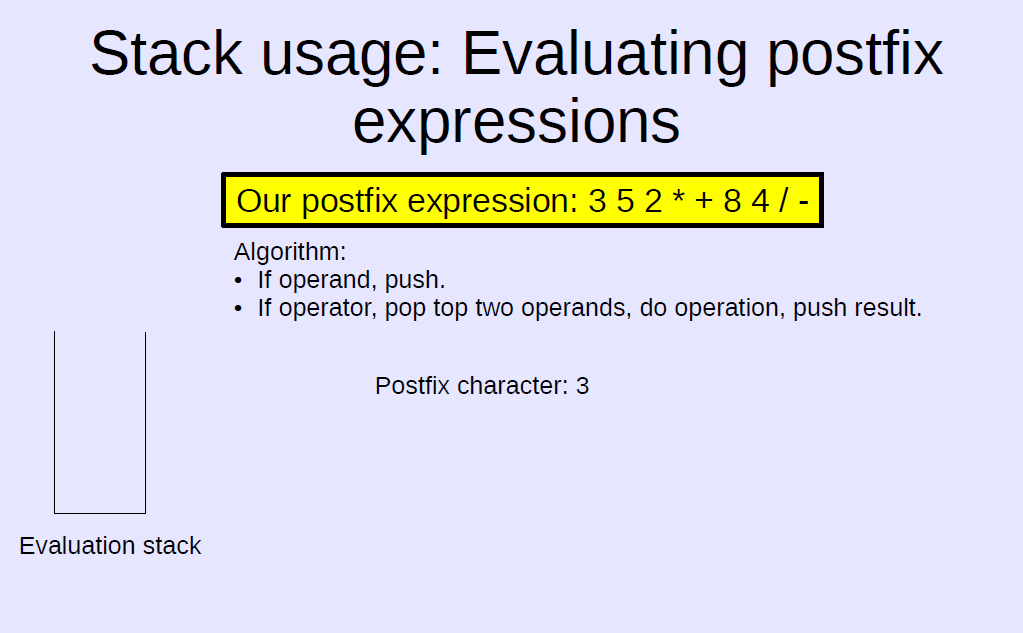 Stack usage: Evaluating postfix
expressions
Our postfix expression: 3 5 2 * + 8 4 / -
Algorithm:
• If operand, push.
• If operator, pop top two operands, do operation, push result.
Postfix character: 3
Evaluation stack